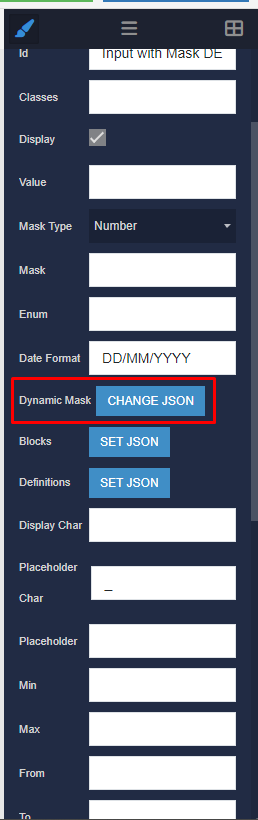 Id Input with Mask DE
Classes
Display
Value
Mask Type Number
Mask
Enum
Date Format DD/MM/YYYY
Dynamic Mask CHANGE JSON
Blocks SET JSON
Definitions SET JSON
Display Char
Placeholder
Char _
Placeholder
Min
Max
From
To